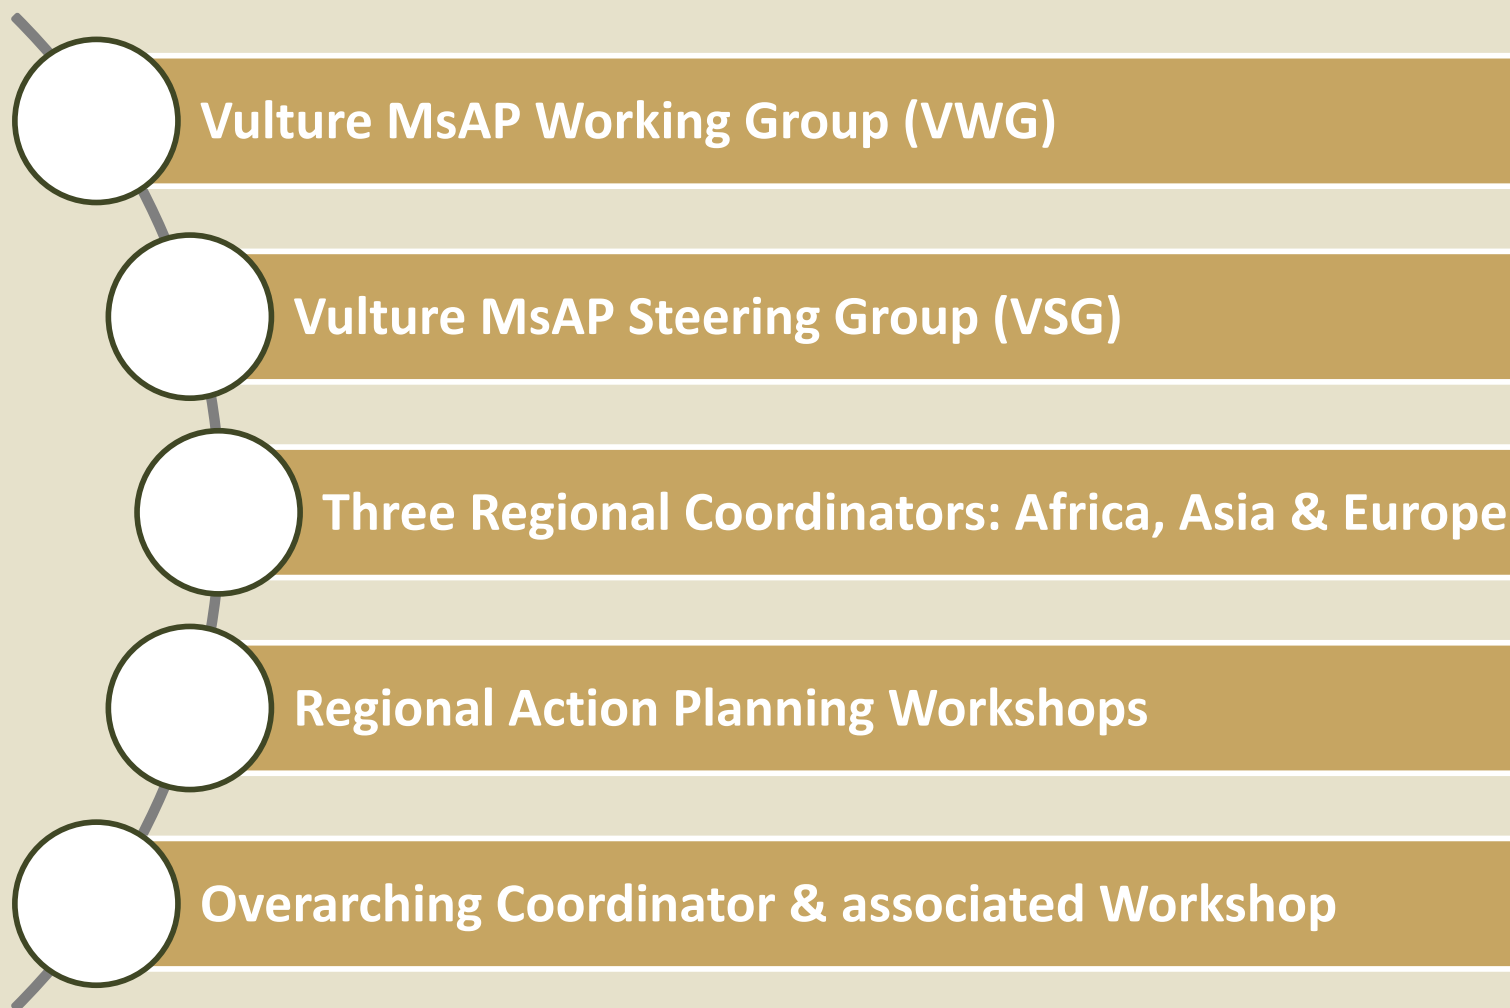 Vulture MsAP Working Group (VWG)
Vulture MsAP Steering Group (VSG)
Three Regional Coordinators: Africa, Asia & Europe
Regional Action Planning Workshops
Overarching Coordinator & associated Workshop